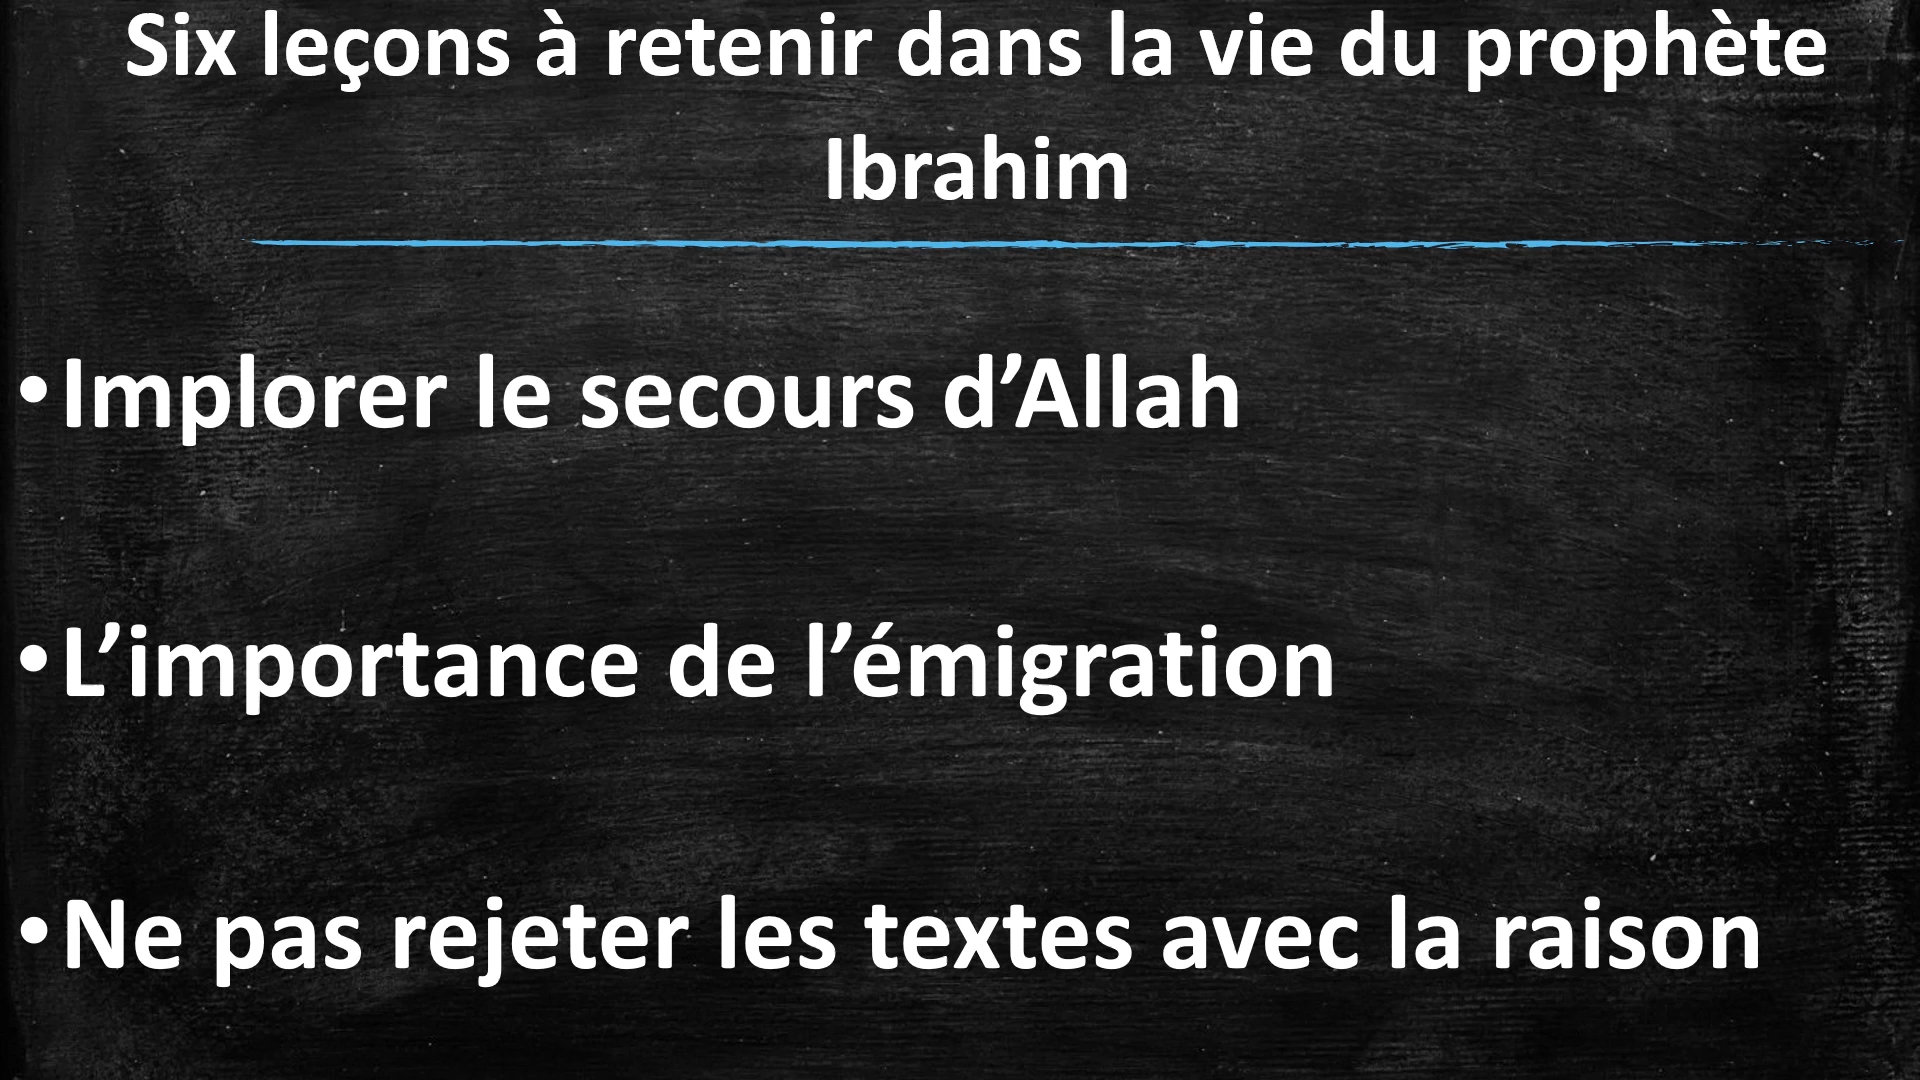 Six leçons à retenir dans la vie du prophète
Ibrahim
•Implorer le secours d’Allah
•L’importance de l’émigration
•Ne pas rejeter les textes avec la raison